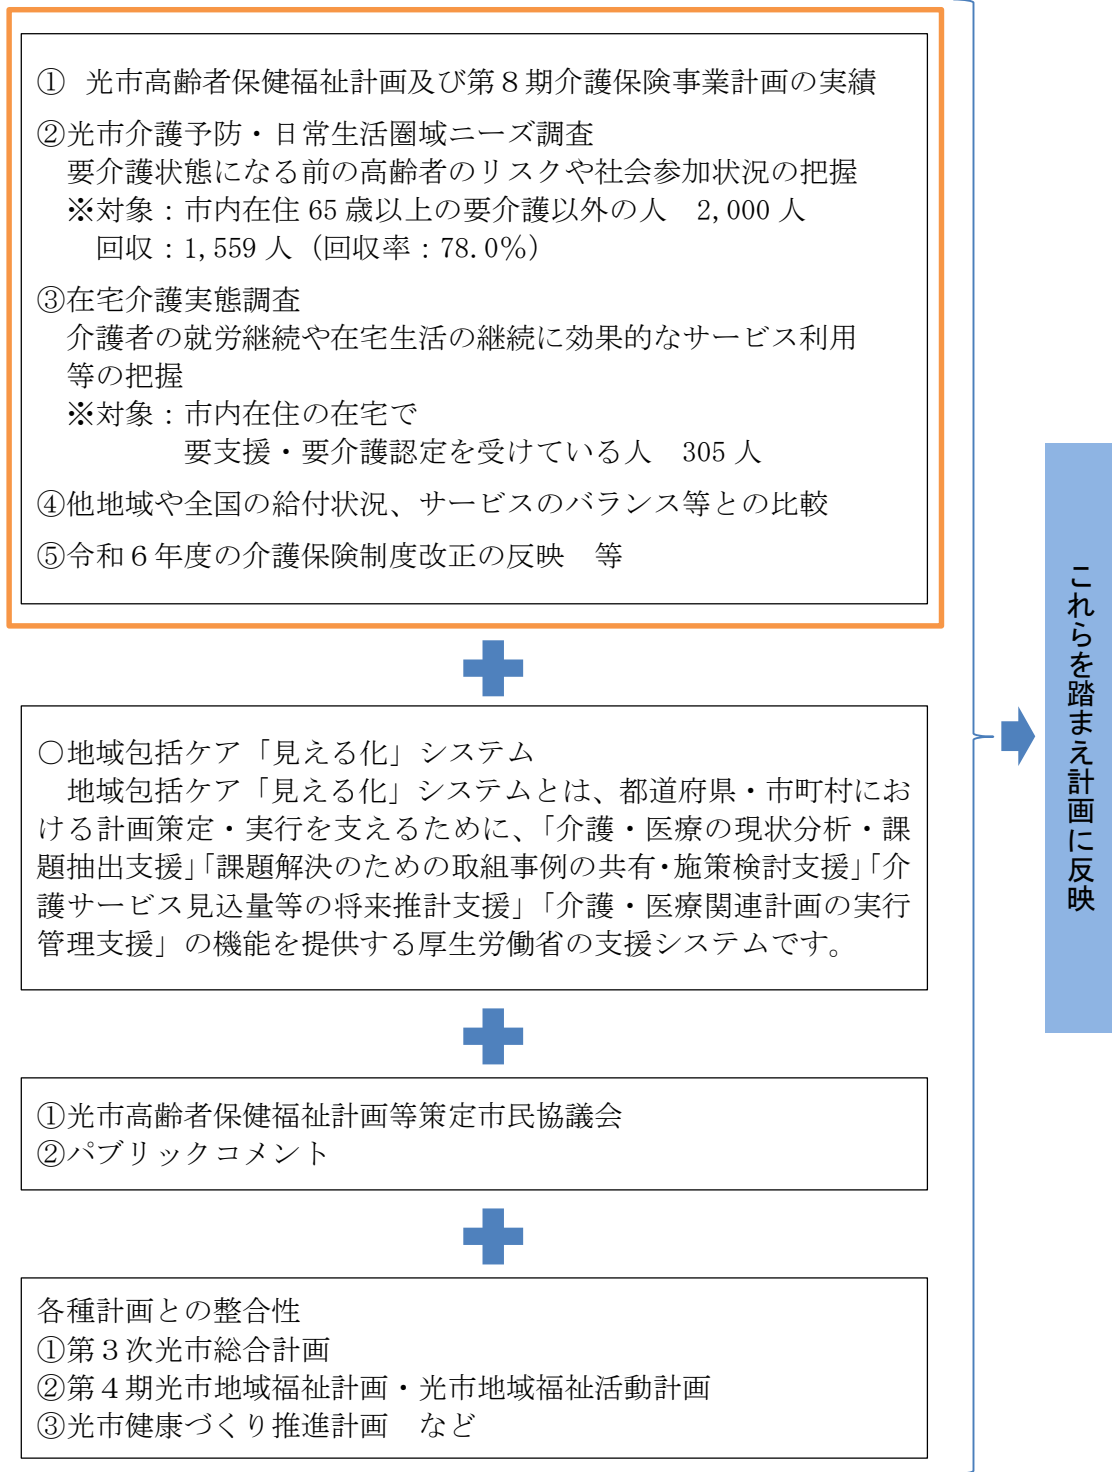 ① 光市高齢者保健福祉計画及び第８期介護保険事業計画の実績
②光市介護予防・日常生活圏域ニーズ調査
要介護状態になる前の高齢者のリスクや社会参加状況の把握
※対象：市内在住 65 歳以上の要介護以外の人　2,000 人
回収：1,559 人（回収率：78.0％）
③在宅介護実態調査
介護者の就労継続や在宅生活の継続に効果的なサービス利用
等の把握
※対象：市内在住の在宅で
要支援・要介護認定を受けている人　305 人
④他地域や全国の給付状況、サービスのバランス等との比較
⑤令和６年度の介護保険制度改正の反映　等
○地域包括ケア「見える化」システム
地域包括ケア「見える化」システムとは、都道府県・市町村にお
ける計画策定・実行を支えるために、「介護・医療の現状分析・課
題抽出支援」「課題解決のための取組事例の共有・施策検討支援」「介
護サービス見込量等の将来推計支援」「介護・医療関連計画の実行
管理支援」の機能を提供する厚生労働省の支援システムです。
①光市高齢者保健福祉計画等策定市民協議会
②パブリックコメント
各種計画との整合性
①第３次光市総合計画
②第４期光市地域福祉計画・光市地域福祉活動計画
③光市健康づくり推進計画　など
これらを踏まえ計画に反映